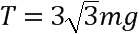 T = 3√3mg